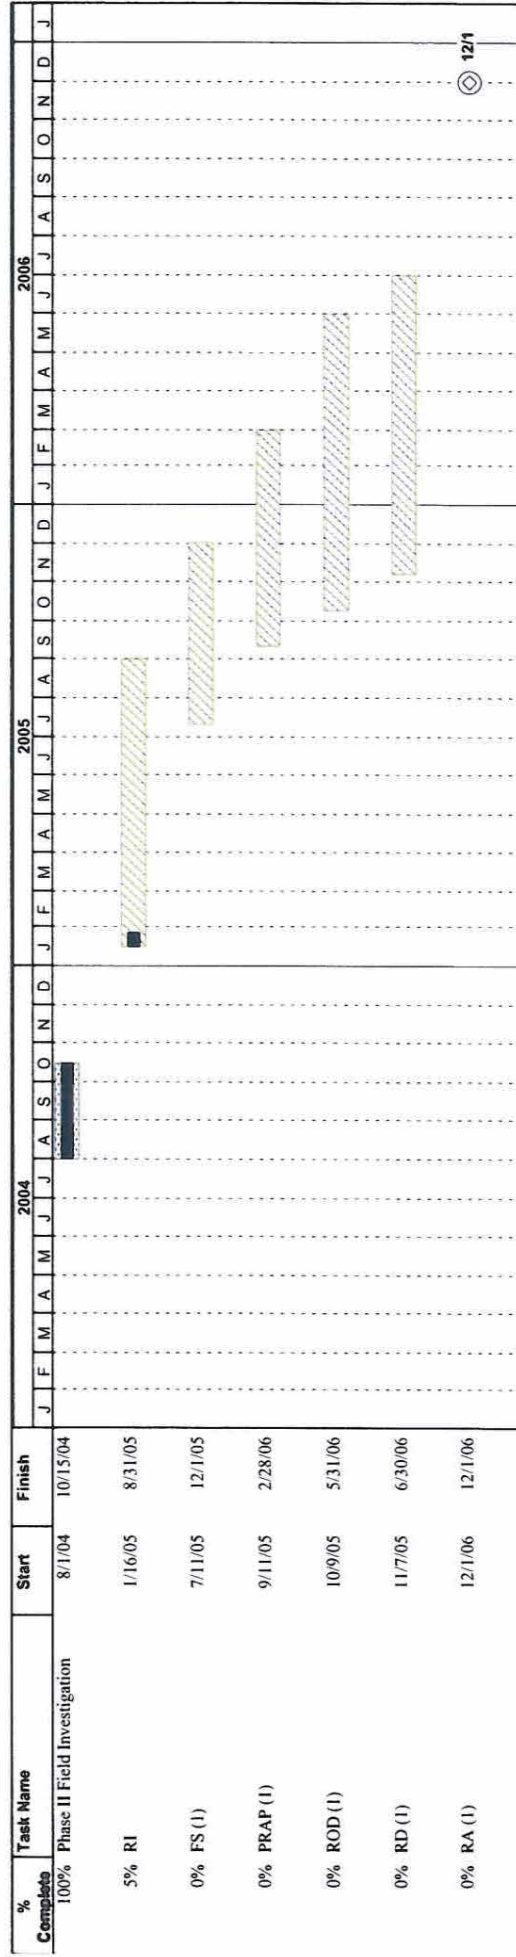 % Complete Task Name Start Finish 2004 2005 2006
J F M A M J J A S O N D J F M A M J J A S O N D J F M A M J J A S O N D J
100% Phase II Field Investigation 8/1/04 10/15/04
5% RI 1/16/05 8/31/05
0% FS (1) 7/11/05 12/1/05
0% PRAP (1) 9/11/05 2/28/06
0% ROD (1) 10/9/05 5/31/06
0% RD (1) 11/7/05 6/30/06
0% RA (1) 12/1/06 12/1/06 12/1